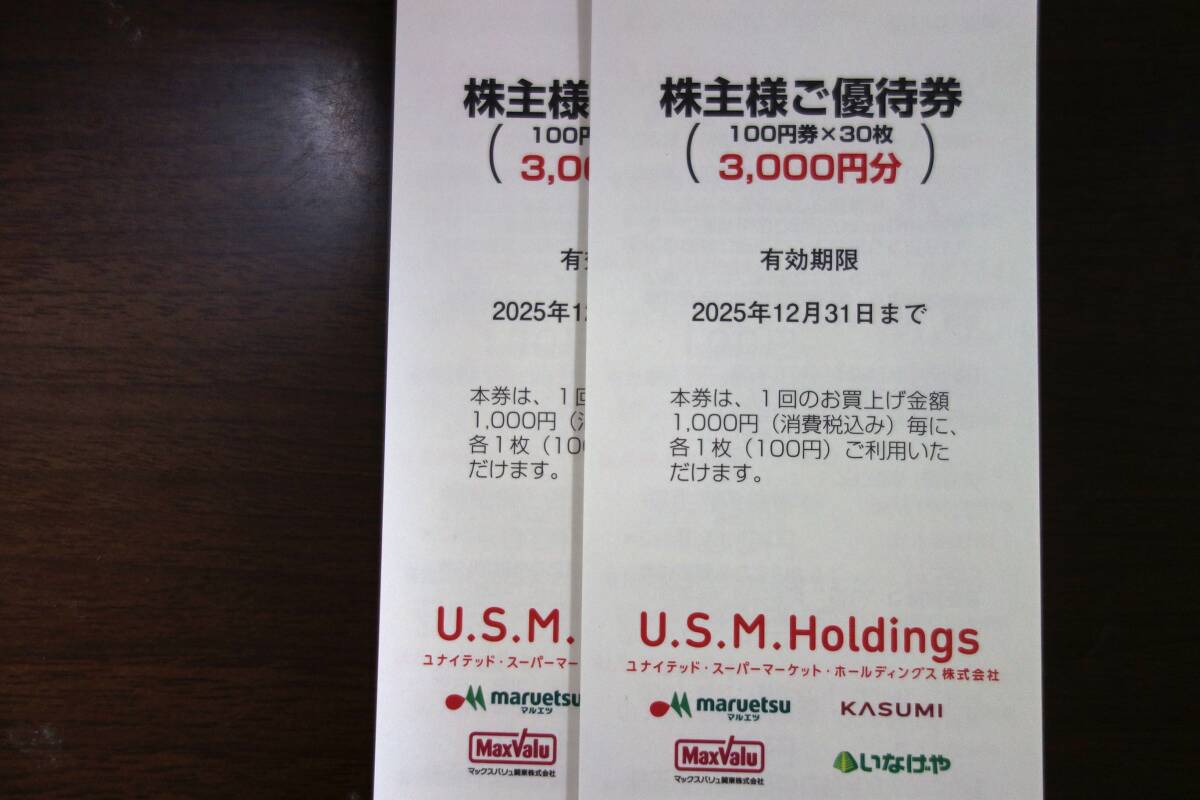 株主様
100円
3,00
有
2025年12
本券は、1回
1,000円（
各1枚（100
だけます。
U.S.M.
ユナイテッド・スーパーマー
maruetsu
マルエツ
MaxValu
マックスバリュ関東株式会社
株主様ご優待券
（100円券×30枚
3,000円分）
有効期限
2025年12月31日まで
本券は、1回のお買上げ金額
1,000円（消費税込み）毎に、
各1枚（100円）ご利用いた
だけます。
U.S.M.Holdings
ユナイテッド・スーパーマーケット・ホールディングス 株式会社
maruetsu
マルエツ
KASUMI
MaxValu
マックスバリュ関東株式会社
いなげや